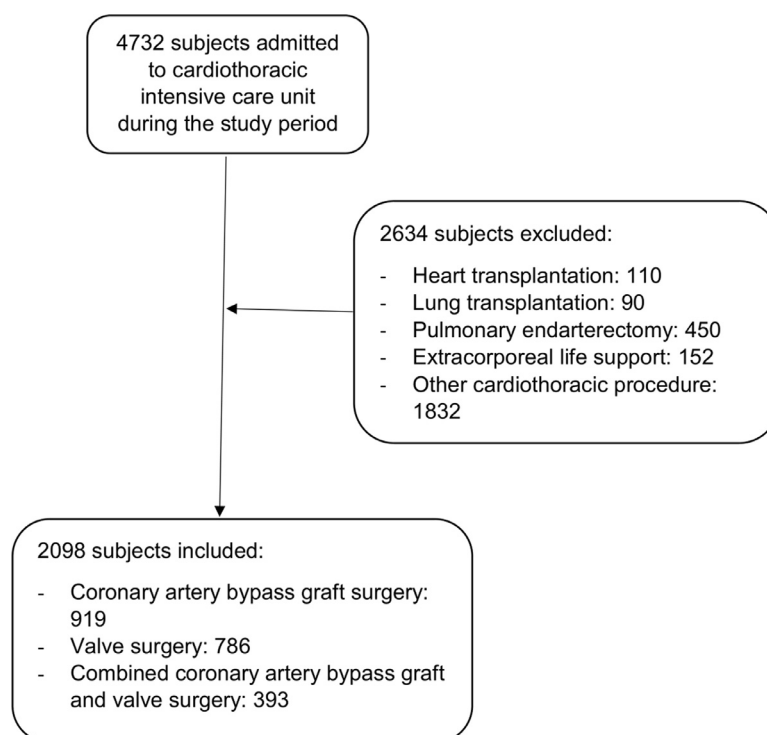 4732 subjects admitted
to cardiothoracic
intensive care unit
during the study period
2634 subjects excluded:
- Heart transplantation: 110
- Lung transplantation: 90
- Pulmonary endarterectomy: 450
- Extracorporeal life support: 152
- Other cardiothoracic procedure:
1832
2098 subjects included:
- Coronary artery bypass graft surgery:
919
- Valve surgery: 786
- Combined coronary artery bypass graft
and valve surgery: 393